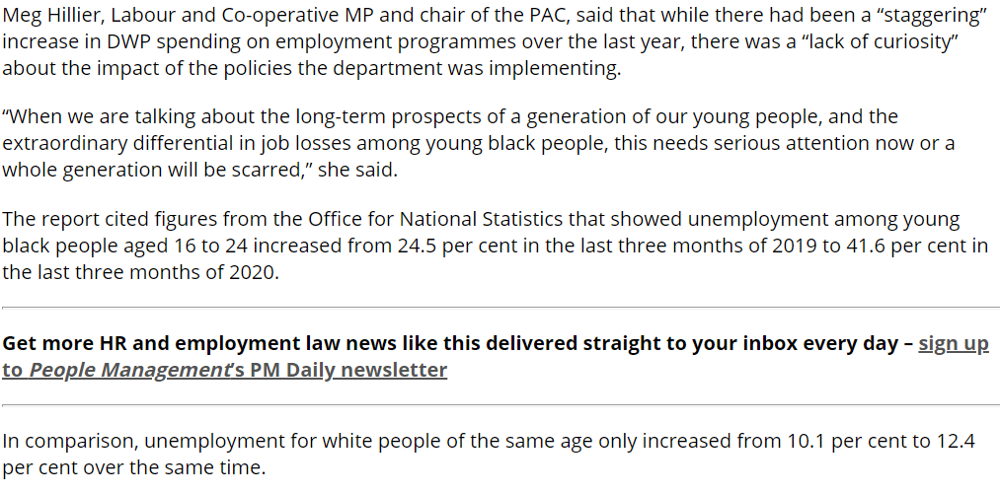 Meg Hillier, Labour and Co-operative MP and chair of the PAC, said that while there had been a “staggering”
increase in DWP spending on employment programmes over the last year, there was a “lack of curiosity”
about the impact of the policies the department was implementing.
“When we are talking about the long-term prospects of a generation of our young people, and the
extraordinary differential in job losses among young black people, this needs serious attention now or a
whole generation will be scarred,” she said.
The report cited figures from the Office for National Statistics that showed unemployment among young
black people aged 16 to 24 increased from 24.5 per cent in the last three months of 2019 to 41.6 per cent in
the last three months of 2020.
Get more HR and employment law news like this delivered straight to your inbox every day – sign up
to People Management's PM Daily newsletter
In comparison, unemployment for white people of the same age only increased from 10.1 per cent to 12.4
per cent over the same time.